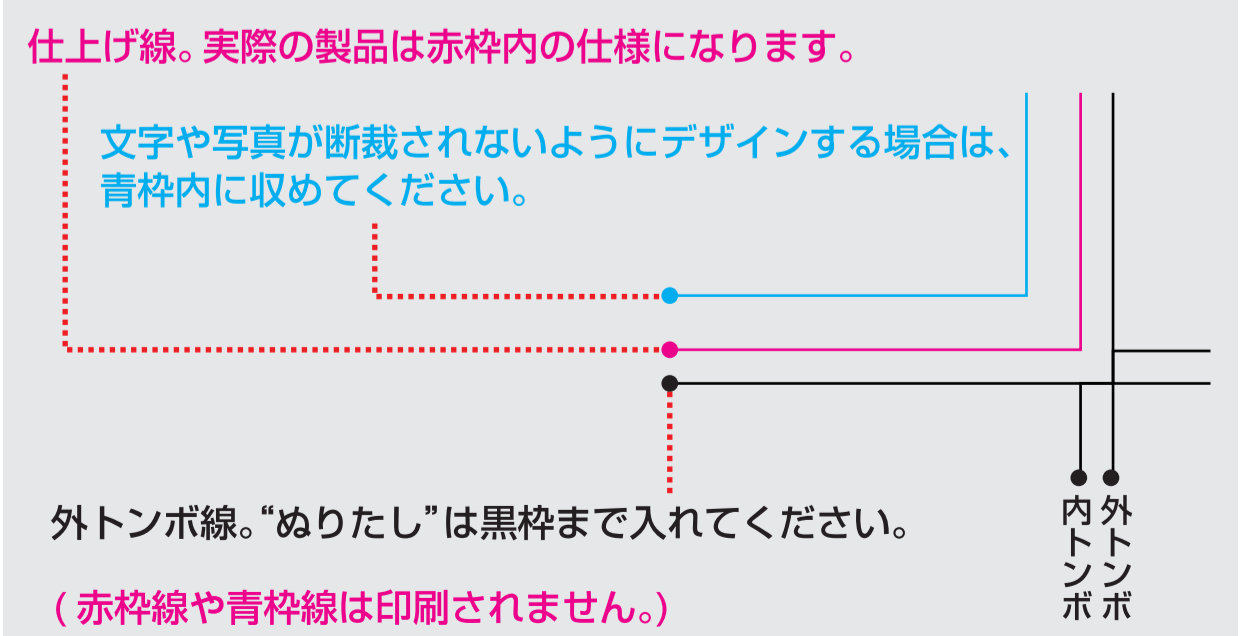 仕上げ線。実際の製品は赤枠内の仕様になります。
文字や写真が断裁されないようにデザインする場合は、
青枠内に収めてください。
外トンボ線。“ぬりたし”は黒枠まで入れてください。
(赤枠線や青枠線は印刷されません。)
内トンボ
外トンボ